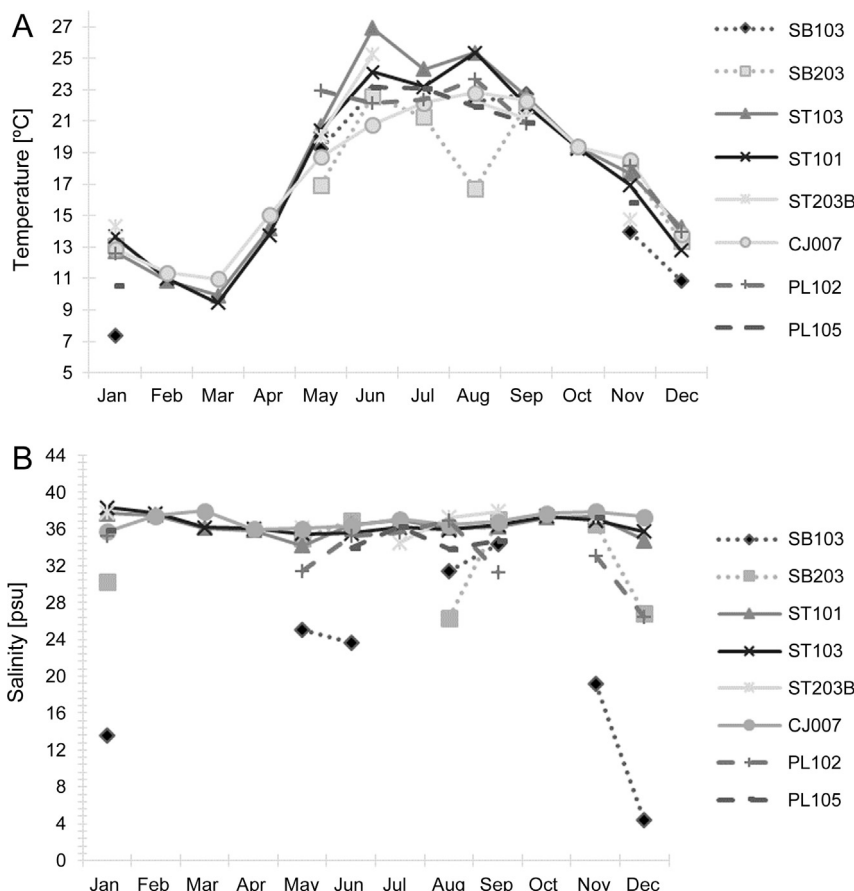 A
Temperature [ºC]
27
25
23
21
19
17
15
13
11
9
7
5
Jan Feb Mar Apr May Jun Jul Aug Sep Oct Nov Dec
SB103
SB203
ST103
ST101
ST203B
CJ007
PL102
PL105
B
Salinity [psu]
44
40
36
32
28
24
20
16
12
8
4
0
Jan Feb Mar Apr May Jun Jul Aug Sep Oct Nov Dec
SB103
SB203
ST101
ST103
ST203B
CJ007
PL102
PL105